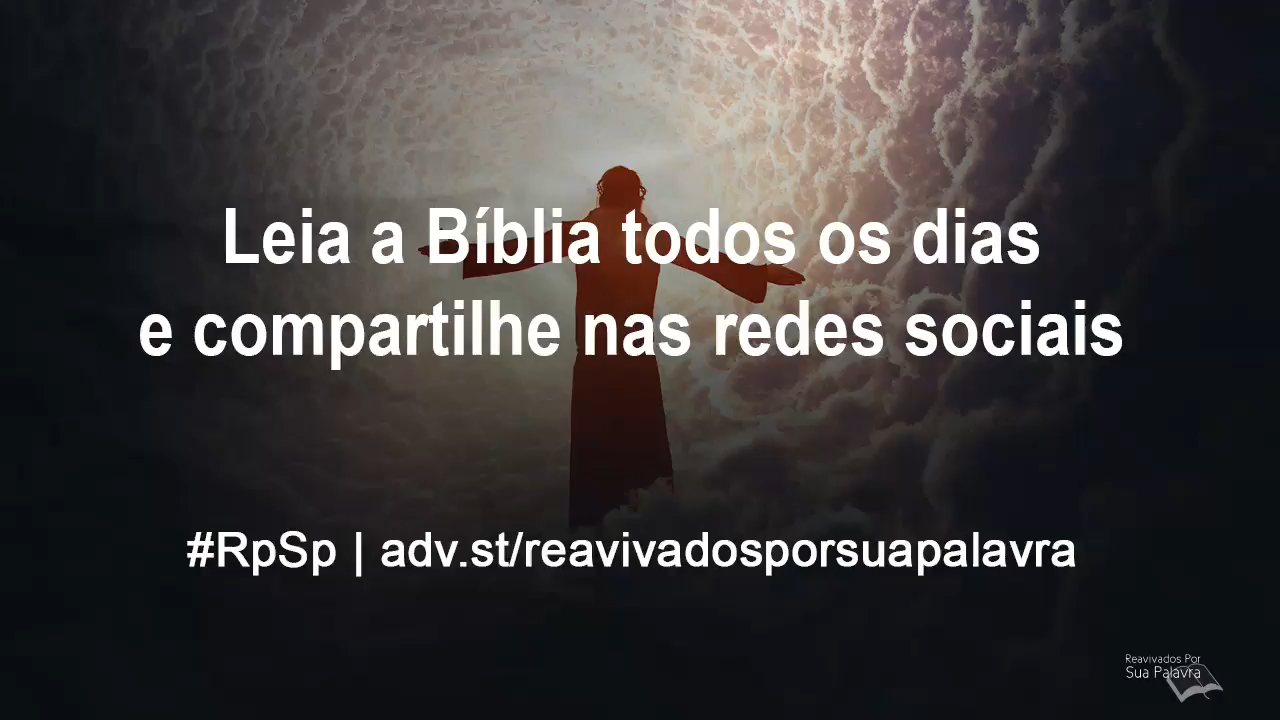 Leia a Bíblia todos os dias
e compartilhe nas redes sociais
#RpSp | adv.st/reavivadosporsuapalavra
Reavivados Por
Sua Palavra